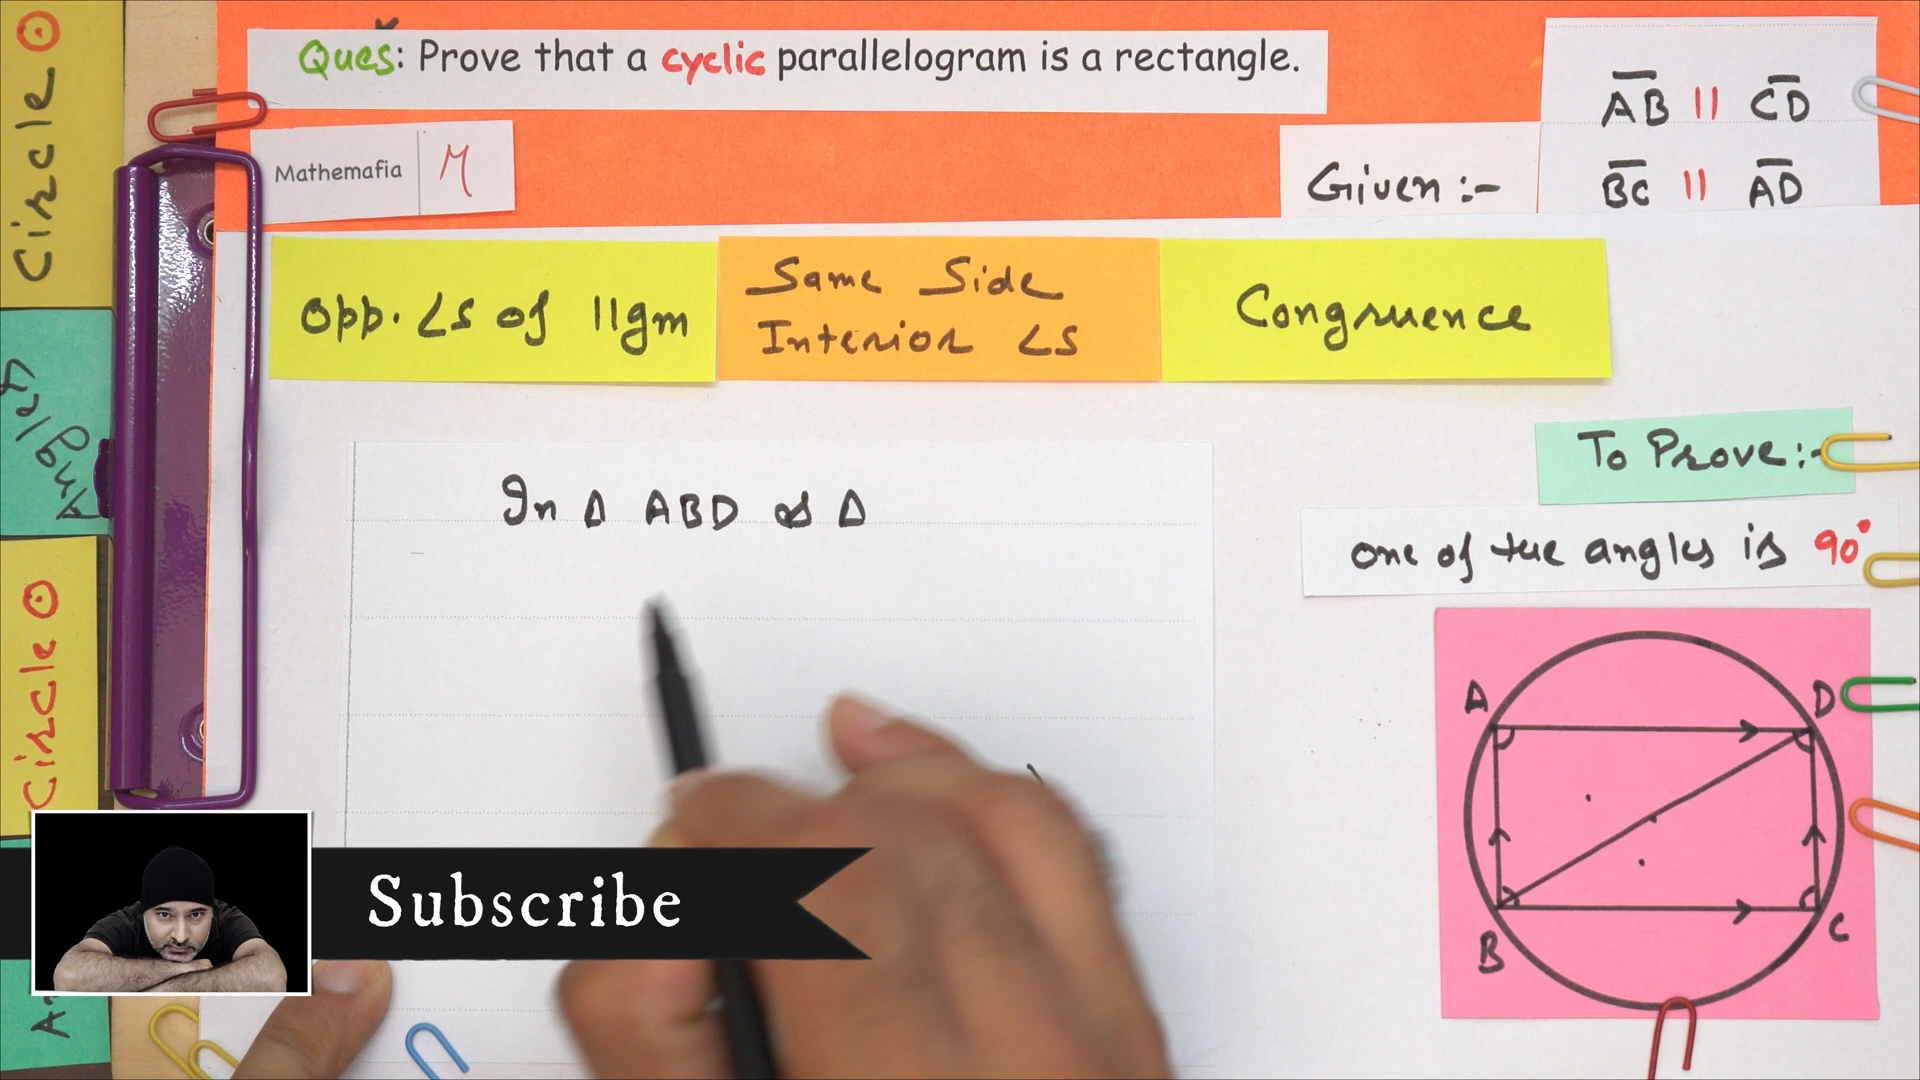 Ques: Prove that a cyclic parallelogram is a rectangle.
Mathemafia M
Given :-
AB || CD
BC || AD
Opp. ∠s of ||gm
Same Side
Interior ∠s
Congruence
In Δ ABD & Δ
To Prove:-
one of the angles is 90°
A
D
B
C
Circle
Angles
Circle
A
Subscribe